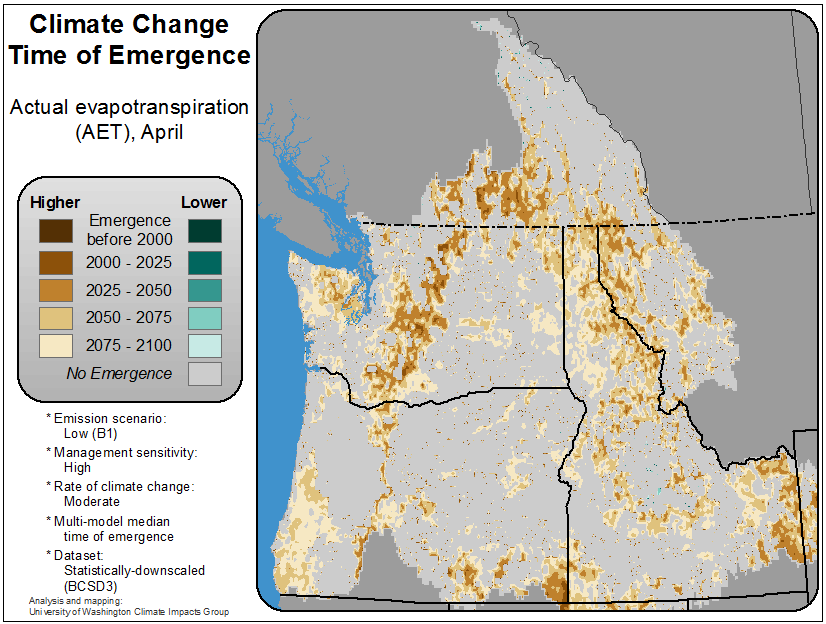 Climate Change
Time of Emergence
Actual evapotranspiration
(AET), April
Higher
Lower
Emergence
before 2000
2000 - 2025
2025 - 2050
2050 - 2075
2075 - 2100
No Emergence
* Emission scenario:
Low (B1)
* Management sensitivity:
High
* Rate of climate change:
Moderate
* Multi-model median
time of emergence
* Dataset:
Statistically-downscaled
(BCSD3)
Analysis and mapping:
University of Washington Climate Impacts Group